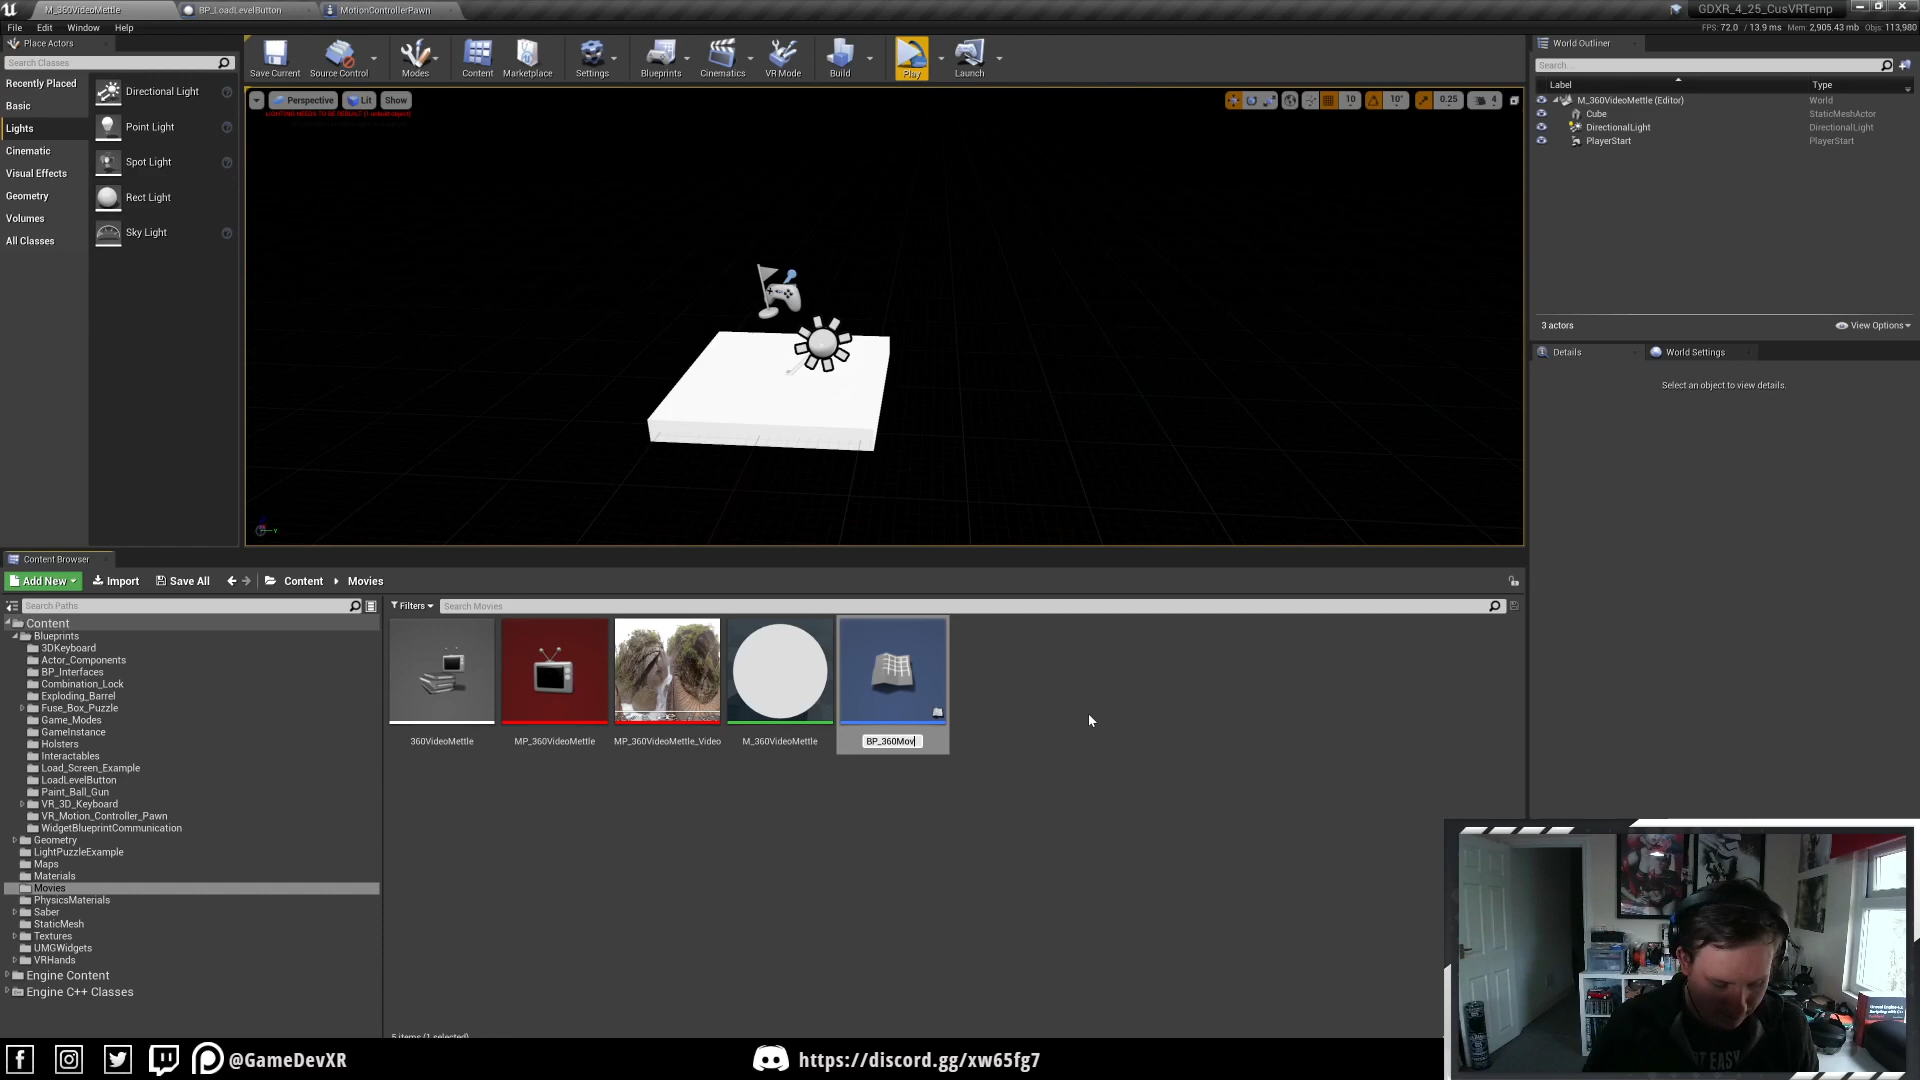 M_360VideoMettle
BP_LoadLevelButton
MotionControllerPawn
GDXR_4_25_CusVRTemp
File Edit Window Help
FPS: 72.0 / 13.9 ms Mem: 2,905.43 mb Objs: 113,980
Place Actors
Search Classes
Recently Placed
Basic
Lights
Cinematic
Visual Effects
Geometry
Volumes
All Classes
Directional Light
Point Light
Spot Light
Rect Light
Sky Light
Save Current
Source Control
Modes
Content
Marketplace
Settings
Blueprints
Cinematics
VR Mode
Build
Play
Launch
Perspective
Lit
Show
LIGHTING NEEDS TO BE REBUILT (1 unbuilt object)
10
10°
0.25
4
World Outliner
Search...
Label Type
M_360VideoMettle (Editor) World
Cube StaticMeshActor
DirectionalLight DirectionalLight
PlayerStart PlayerStart
3 actors
View Options
Details
World Settings
Select an object to view details.
Content Browser
Add New
Import
Save All
Content
Movies
Search Paths
Filters
Search Movies
Content
Blueprints
3DKeyboard
Actor_Components
BP_Interfaces
Combination_Lock
Exploding_Barrel
Fuse_Box_Puzzle
Game_Modes
GameInstance
Holsters
Interactables
Load_Screen_Example
LoadLevelButton
Paint_Ball_Gun
VR_3D_Keyboard
VR_Motion_Controller_Pawn
WidgetBlueprintCommunication
Geometry
LightPuzzleExample
Maps
Materials
Movies
PhysicsMaterials
Saber
StaticMesh
Textures
UMGWidgets
VRHands
Engine Content
Engine C++ Classes
360VideoMettle
MP_360VideoMettle
MP_360VideoMettle_Video
M_360VideoMettle
BP_360Mov
5 items (1 selected)
@GameDevXR
https://discord.gg/xw65fg7